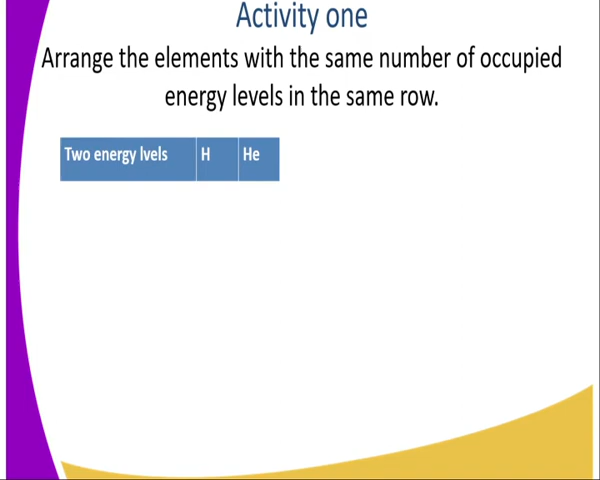 Activity one
Arrange the elements with the same number of occupied
energy levels in the same row.
Two energy lvels H He